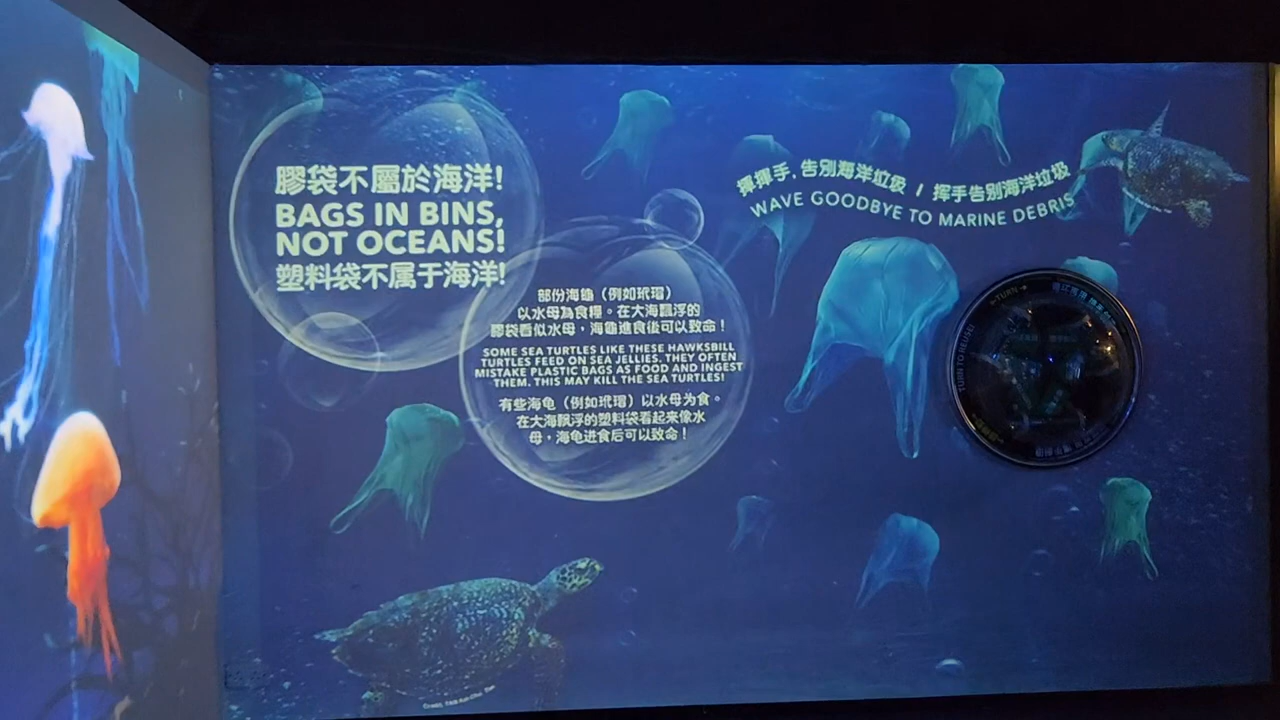 膠袋不屬於海洋!
BAGS IN BINS,
NOT OCEANS!
塑料袋不属于海洋!
部份海龜（例如玳瑁）
以水母為食糧。在大海飄浮的
膠袋看似水母，海龜進食後可以致命！
SOME SEA TURTLES LIKE THESE HAWKSBILL
TURTLES FEED ON SEA JELLIES. THEY OFTEN
MISTAKE PLASTIC BAGS AS FOOD AND INGEST
THEM. THIS MAY KILL THE SEA TURTLES!
有些海龟（例如玳瑁）以水母为食。
在大海飘浮的塑料袋看起来像水
母，海龟进食后可以致命！
揮揮手，告別海洋垃圾 / 挥手告别海洋垃圾
WAVE GOODBYE TO MARINE DEBRIS
TURN
TURN TO REUSE!
Credit: